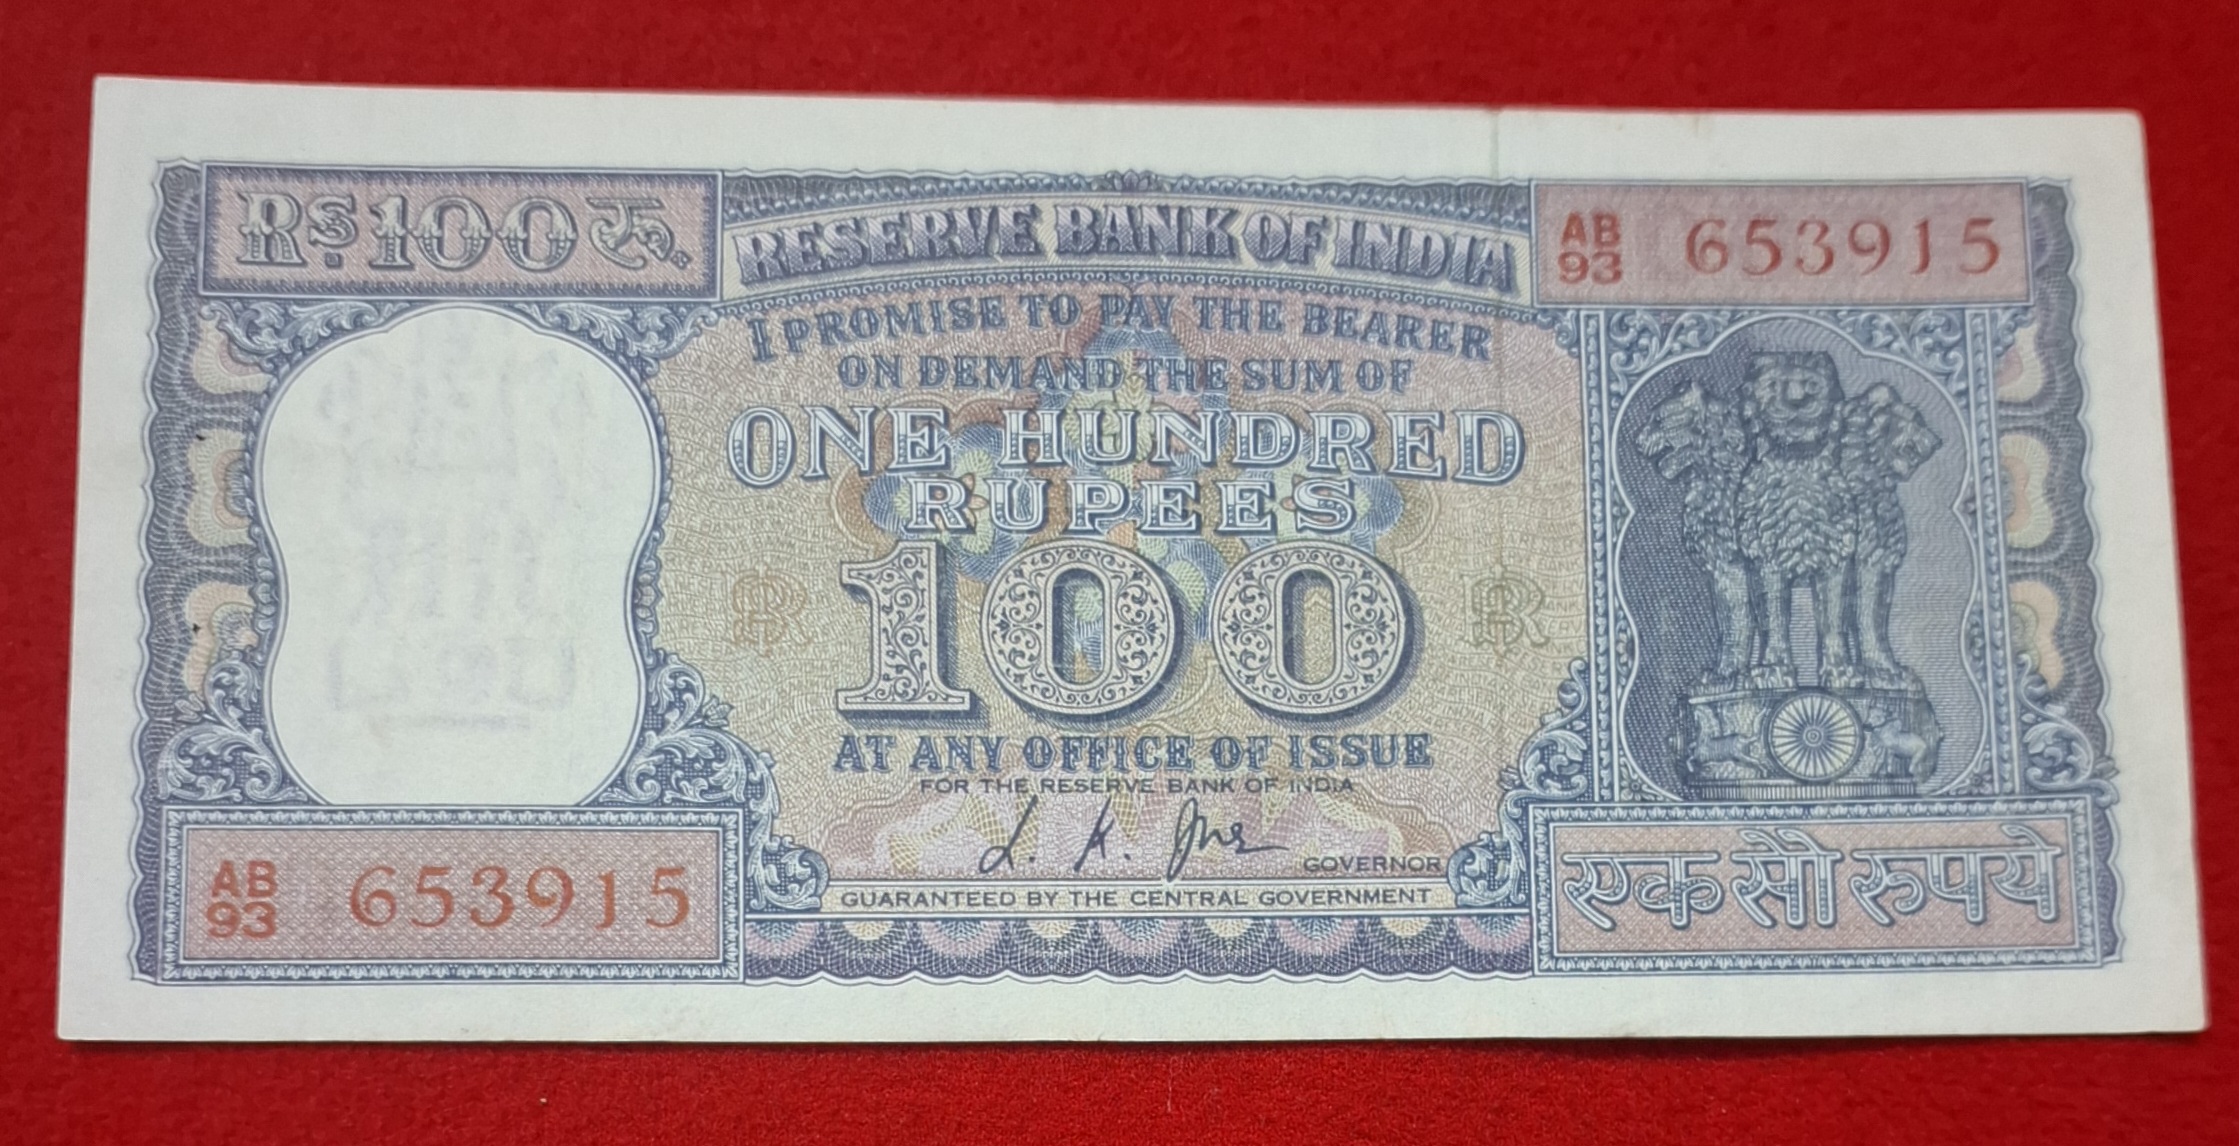 Rs. 100 रु.
RESERVE BANK OF INDIA
AB
93 653915
I PROMISE TO PAY THE BEARER
ON DEMAND THE SUM OF
ONE HUNDRED
RUPEES
100
AT ANY OFFICE OF ISSUE
FOR THE RESERVE BANK OF INDIA
GOVERNOR
GUARANTEED BY THE CENTRAL GOVERNMENT
AB
93 653915
एक सौ रुपये